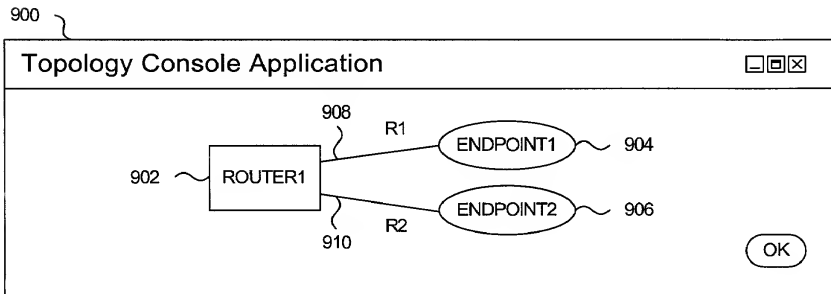 900
Topology Console Application
908
R1
ENDPOINT1
904
902
ROUTER1
ENDPOINT2
906
910
R2
OK